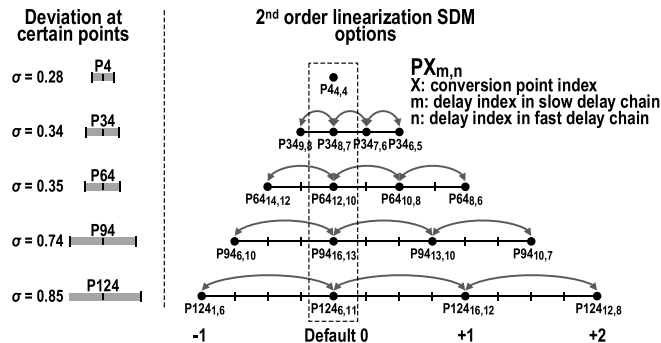 Deviation at
certain points
2nd order linearization SDM
options
σ = 0.28
P4
P44,4
PXm,n
X: conversion point index
m: delay index in slow delay chain
n: delay index in fast delay chain
σ = 0.34
P34
P349,8 P348,7 P347,6 P346,5
σ = 0.35
P64
P6414,12 P6412,10 P6410,8 P648,6
σ = 0.74
P94
P946,10 P9416,13 P9413,10 P9410,7
σ = 0.85
P124
P1241,6 P1246,11 P12416,12 P12412,8
-1 Default 0 +1 +2